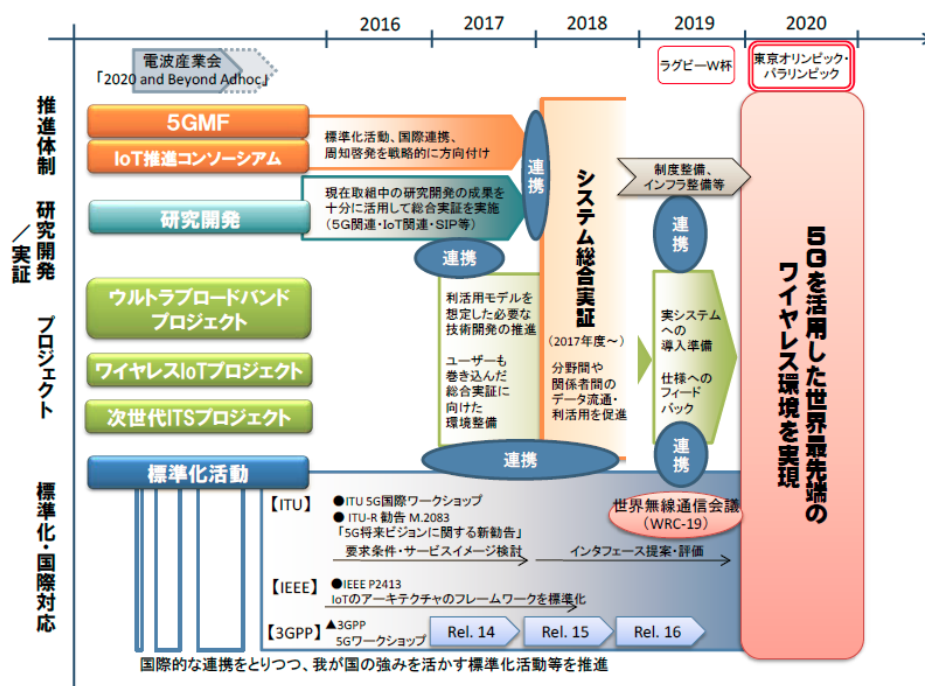 2016
2017
2018
2019
2020
電波産業会
「2020 and Beyond Adhoc」
ラグビーW杯
東京オリンピック・
パラリンピック
推進体制
5GMF
IoT推進コンソーシアム
標準化活動、国際連携、
周知啓発を戦略的に方向付け
連携
システム総合実証
(2017年度～)
分野間や
関係者間の
データ流通・
利活用を促進
制度整備、
インフラ整備等
5Gを活用した世界最先端の
ワイヤレス環境を実現
研究開発
／実証
研究開発
現在取組中の研究開発の成果を
十分に活用して総合実証を実施
(5G関連・IoT関連・SIP等)
連携
連携
プロジェクト
ウルトラブロードバンド
プロジェクト
ワイヤレスIoTプロジェクト
次世代ITSプロジェクト
利活用モデルを
想定した必要な
技術開発の推進
ユーザーも
巻き込んだ
総合実証に
向けた
環境整備
実システム
への
導入準備
仕様への
フィード
バック
連携
連携
標準化・国際対応
標準化活動
【ITU】
●ITU 5G国際ワークショップ
●ITU-R 勧告 M.2083
「5G将来ビジョンに関する新勧告」
要求条件・サービスイメージ検討
インタフェース提案・評価
世界無線通信会議
(WRC-19)
【IEEE】
●IEEE P2413
IoTのアーキテクチャのフレームワークを標準化
【3GPP】
▲3GPP
5Gワークショップ
Rel. 14
Rel. 15
Rel. 16
国際的な連携をとりつつ、我が国の強みを活かす標準化活動等を推進